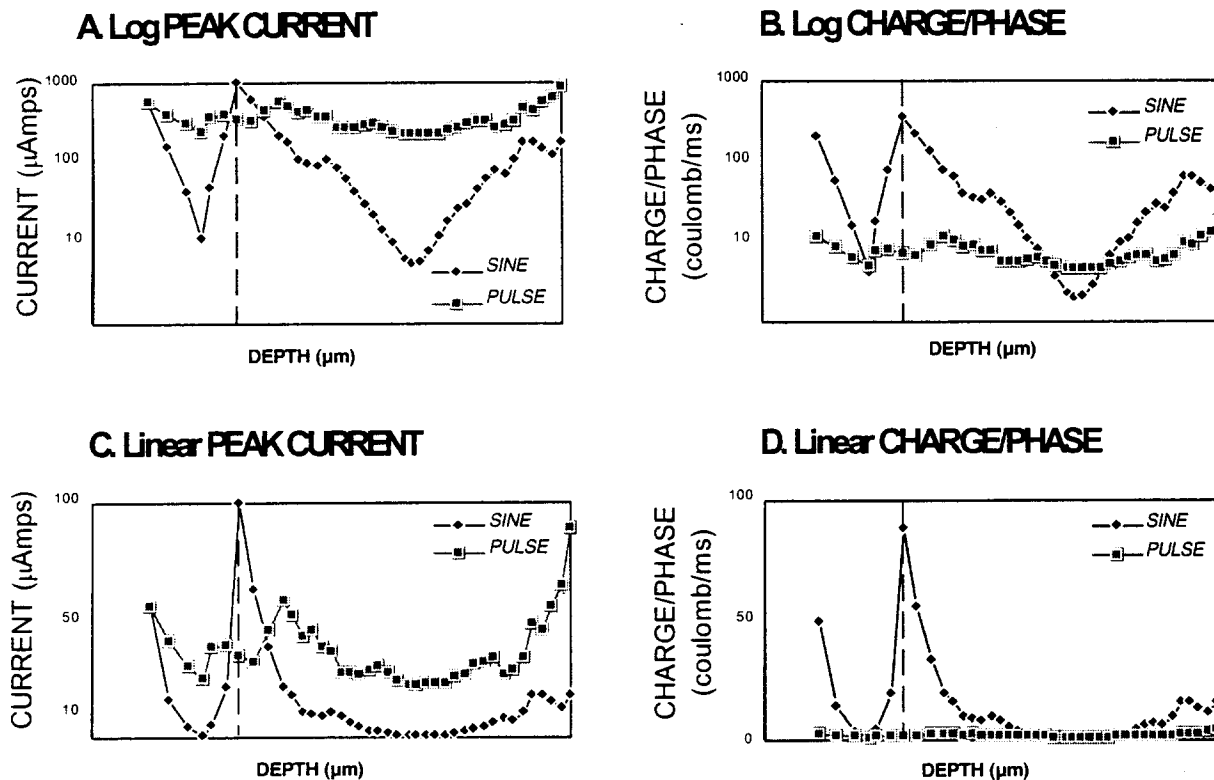 A. Log PEAK CURRENT
1000
100
10
CURRENT (µAmps)
SINE
PULSE
DEPTH (µm)
B. Log CHARGE/PHASE
1000
100
10
CHARGE/PHASE
(coulomb/ms)
SINE
PULSE
DEPTH (µm)
C. Linear PEAK CURRENT
100
50
10
CURRENT (µAmps)
SINE
PULSE
DEPTH (µm)
D. Linear CHARGE/PHASE
100
50
0
CHARGE/PHASE
(coulomb/ms)
SINE
PULSE
DEPTH (µm)